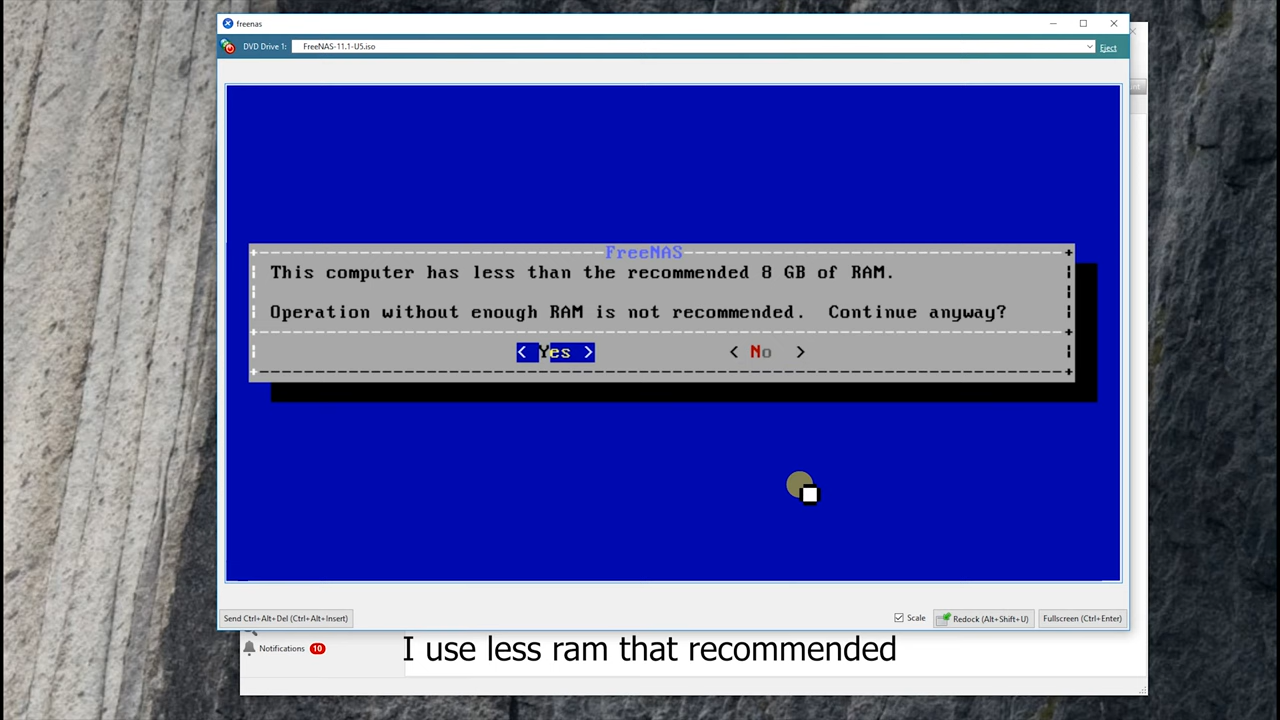 freenas
DVD Drive 1: FreeNAS-11.1-U5.iso Eject
FreeNAS
This computer has less than the recommended 8 GB of RAM.
Operation without enough RAM is not recommended. Continue anyway?
< Yes > < No >
Send Ctrl+Alt+Del (Ctrl+Alt+Insert) Scale Redock (Alt+Shift+U) Fullscreen (Ctrl+Enter)
Notifications 10
I use less ram that recommended